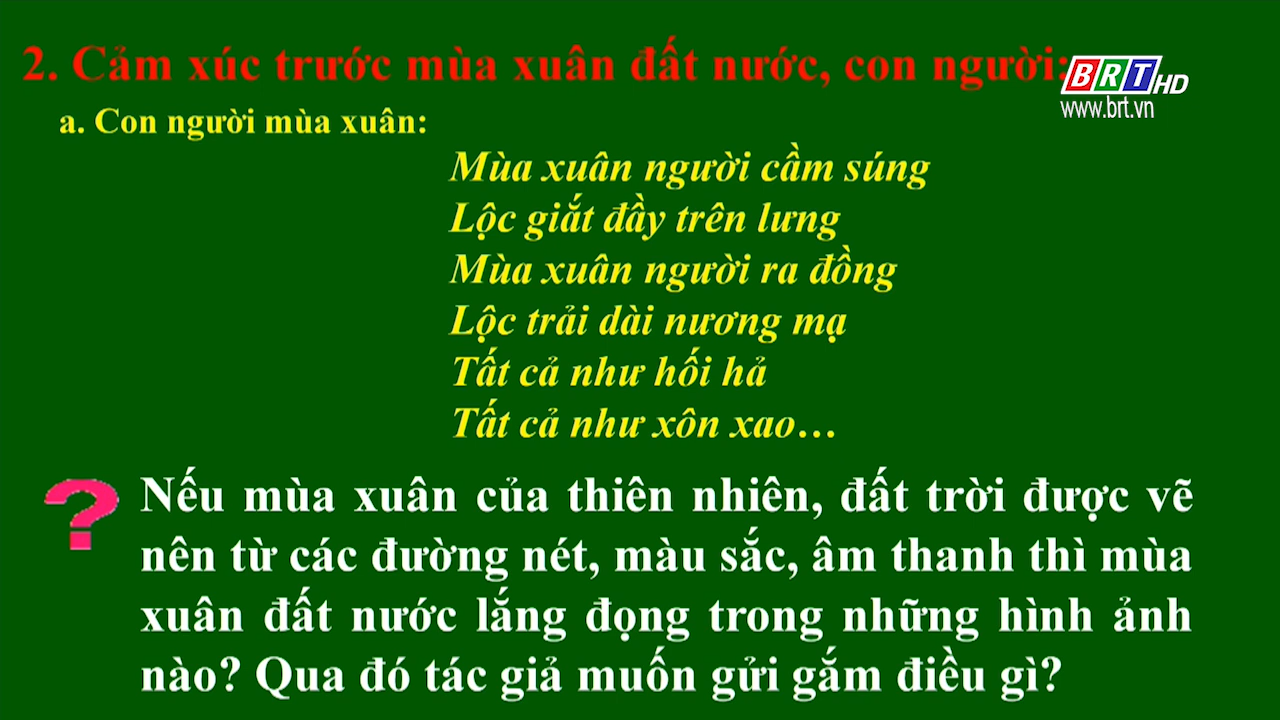 2. Cảm xúc trước mùa xuân đất nước, con người:
BRT HD
www.brt.vn
a. Con người mùa xuân:
Mùa xuân người cầm súng
Lộc giắt đầy trên lưng
Mùa xuân người ra đồng
Lộc trải dài nương mạ
Tất cả như hối hả
Tất cả như xôn xao…
? Nếu mùa xuân của thiên nhiên, đất trời được vẽ
nên từ các đường nét, màu sắc, âm thanh thì mùa
xuân đất nước lắng đọng trong những hình ảnh
nào? Qua đó tác giả muốn gửi gắm điều gì?